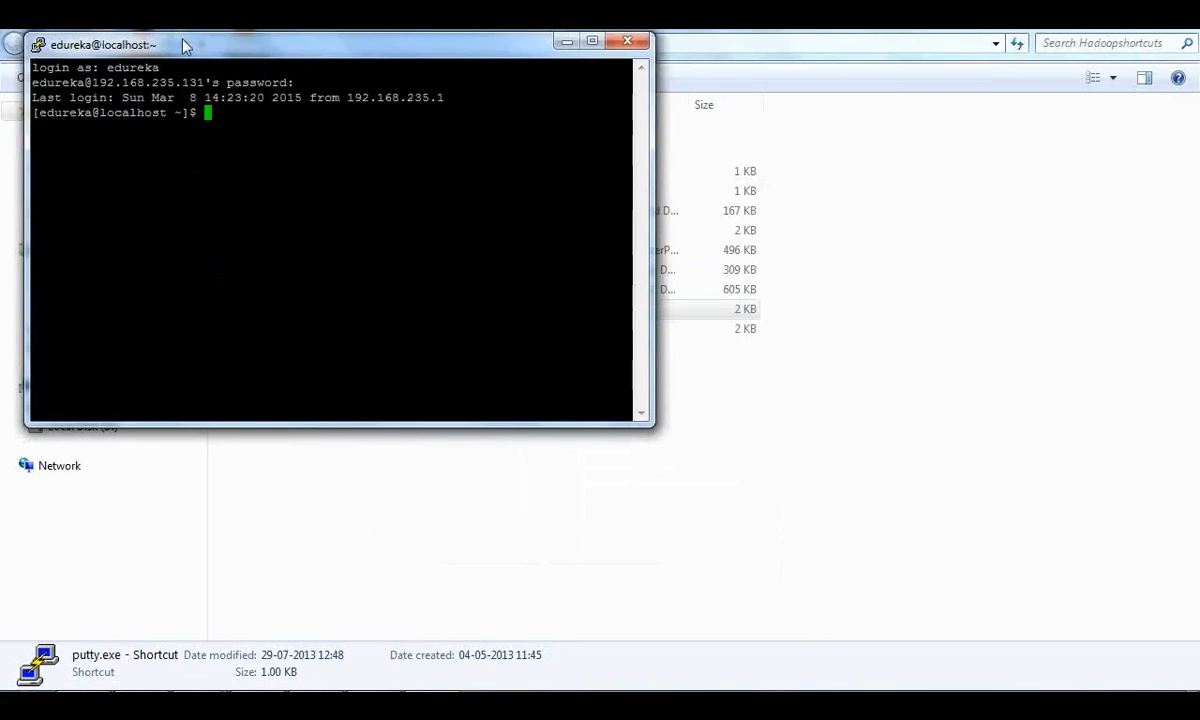 edureka@localhost:~
Search Hadoopshortcuts
login as: edureka
edureka@192.168.235.131's password:
Last login: Sun Mar  8 14:23:20 2015 from 192.168.235.1
[edureka@localhost ~]$
Size
1 KB
1 KB
d D... 167 KB
2 KB
erP... 496 KB
D... 309 KB
D... 605 KB
2 KB
2 KB
Network
putty.exe - Shortcut Date modified: 29-07-2013 12:48 Date created: 04-05-2013 11:45
Shortcut Size: 1.00 KB